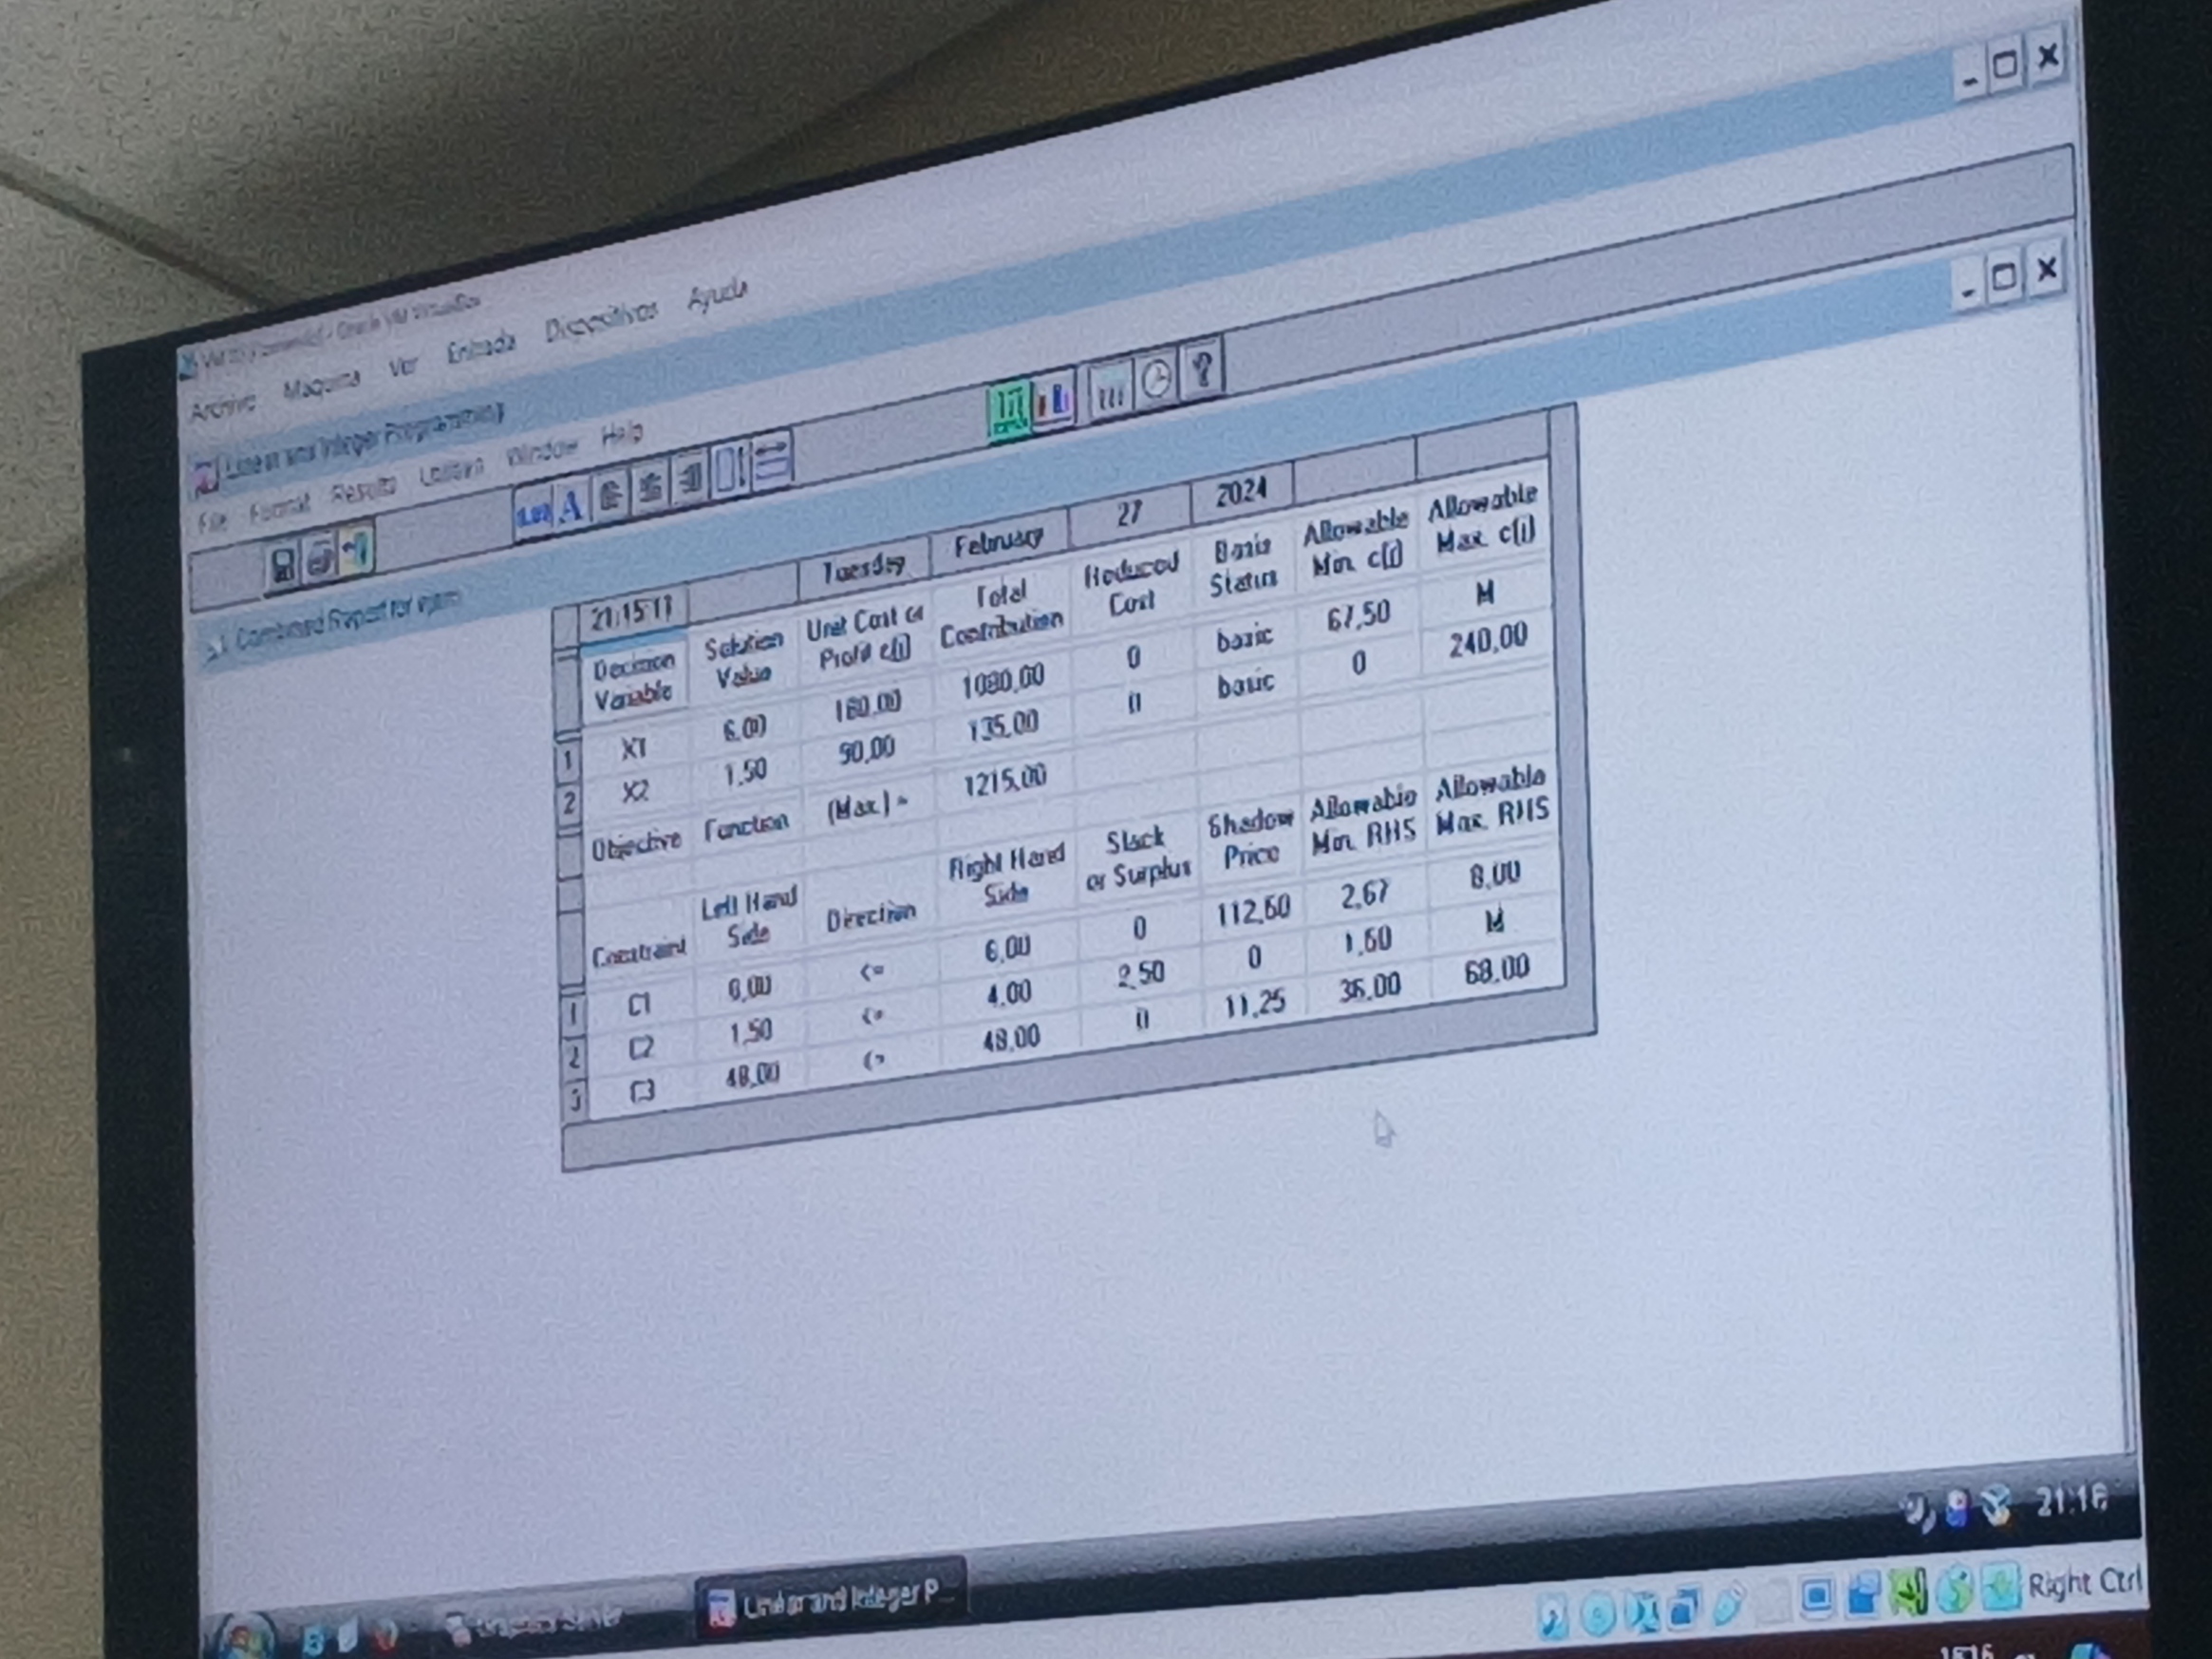 Oracle VM VirtualBox
Archivo Maquina Ver Entrada Dispositivos Ayuda
Linear and Integer Programming
File Format Results Utilities Window Help
Combined Report for
21:15:11 Tuesday February 27 2024
Decision Variable Solution Value Unit Cost or Profit c(j) Total Contribution Reduced Cost Basis Status Allowable Min. c(j) Allowable Max. c(j)
1 X1 6,00 180,00 1080,00 0 basic 67,50 M
2 X2 1,50 90,00 135,00 0 basic 0 240,00
Objective Function (Max.) = 1215,00
Constraint Left Hand Side Direction Right Hand Side Slack or Surplus Shadow Price Allowable Min. RHS Allowable Max. RHS
1 C1 6,00 <= 6,00 0 112,50 2,67 8,00
2 C2 1,50 <= 4,00 2,50 0 1,50 M
3 C3 48,00 <= 48,00 0 11,25 36,00 68,00
21:16
Linear and Integer P...
Right Ctrl